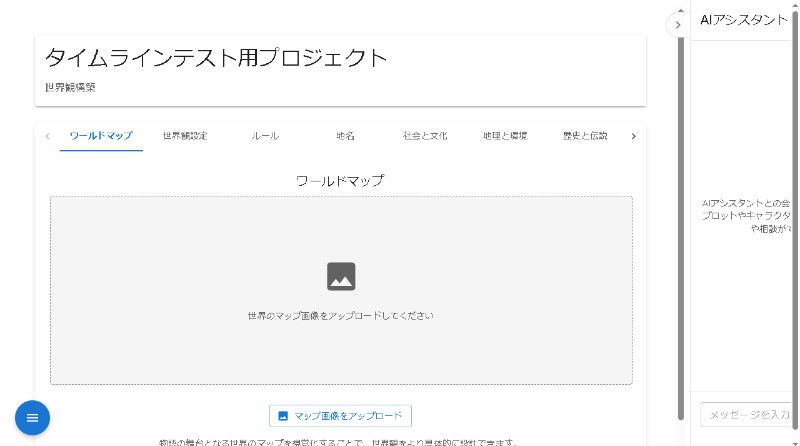 タイムラインテスト用プロジェクト
世界観構築
ワールドマップ 世界観設定 ルール 地名 社会と文化 地理と環境 歴史と伝説
ワールドマップ
世界のマップ画像をアップロードしてください
マップ画像をアップロード
物語の舞台となる世界のマップを視覚化することで、世界観をより具体的に設計できます。
AIアシスタント
AIアシスタントとの会
プロットやキャラクタ
や相談がで
メッセージを入力